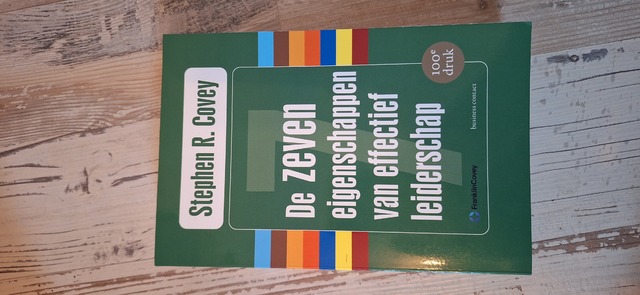 Stephen R. Covey
100e
druk
De zeven
eigenschappen
van effectief
leiderschap
FranklinCovey
business contact